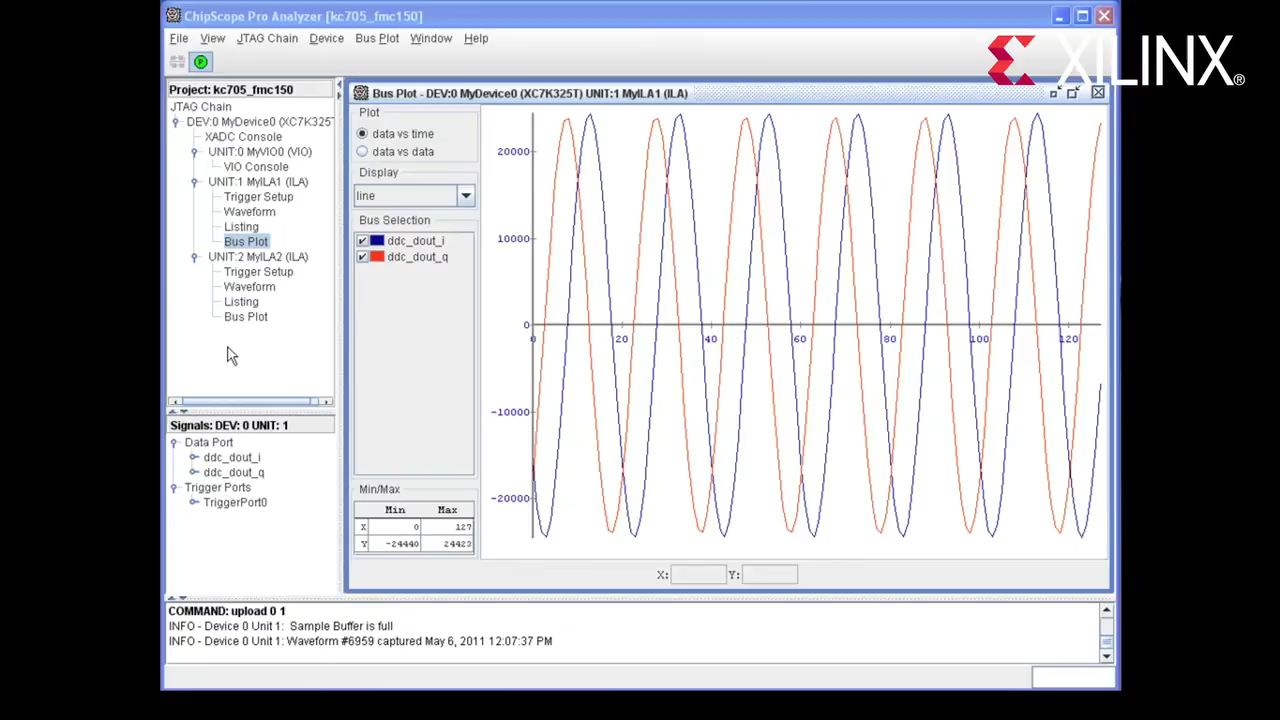 ChipScope Pro Analyzer [kc705_fmc150]
File View JTAG Chain Device Bus Plot Window Help
XILINX®
Project: kc705_fmc150
JTAG Chain
DEV:0 MyDevice0 (XC7K325T
XADC Console
UNIT:0 MyVIO0 (VIO)
VIO Console
UNIT:1 MyILA1 (ILA)
Trigger Setup
Waveform
Listing
Bus Plot
UNIT:2 MyILA2 (ILA)
Trigger Setup
Waveform
Listing
Bus Plot
Signals: DEV: 0 UNIT: 1
Data Port
ddc_dout_i
ddc_dout_q
Trigger Ports
TriggerPort0
Bus Plot - DEV:0 MyDevice0 (XC7K325T) UNIT:1 MyILA1 (ILA)
Plot
data vs time
data vs data
Display
line
Bus Selection
ddc_dout_i
ddc_dout_q
Min/Max
Min Max
X 0 127
Y -24440 24423
20000
10000
0
-10000
-20000
0 20 40 60 80 100 120
X: Y:
COMMAND: upload 0 1
INFO - Device 0 Unit 1: Sample Buffer is full
INFO - Device 0 Unit 1: Waveform #6959 captured May 6, 2011 12:07:37 PM